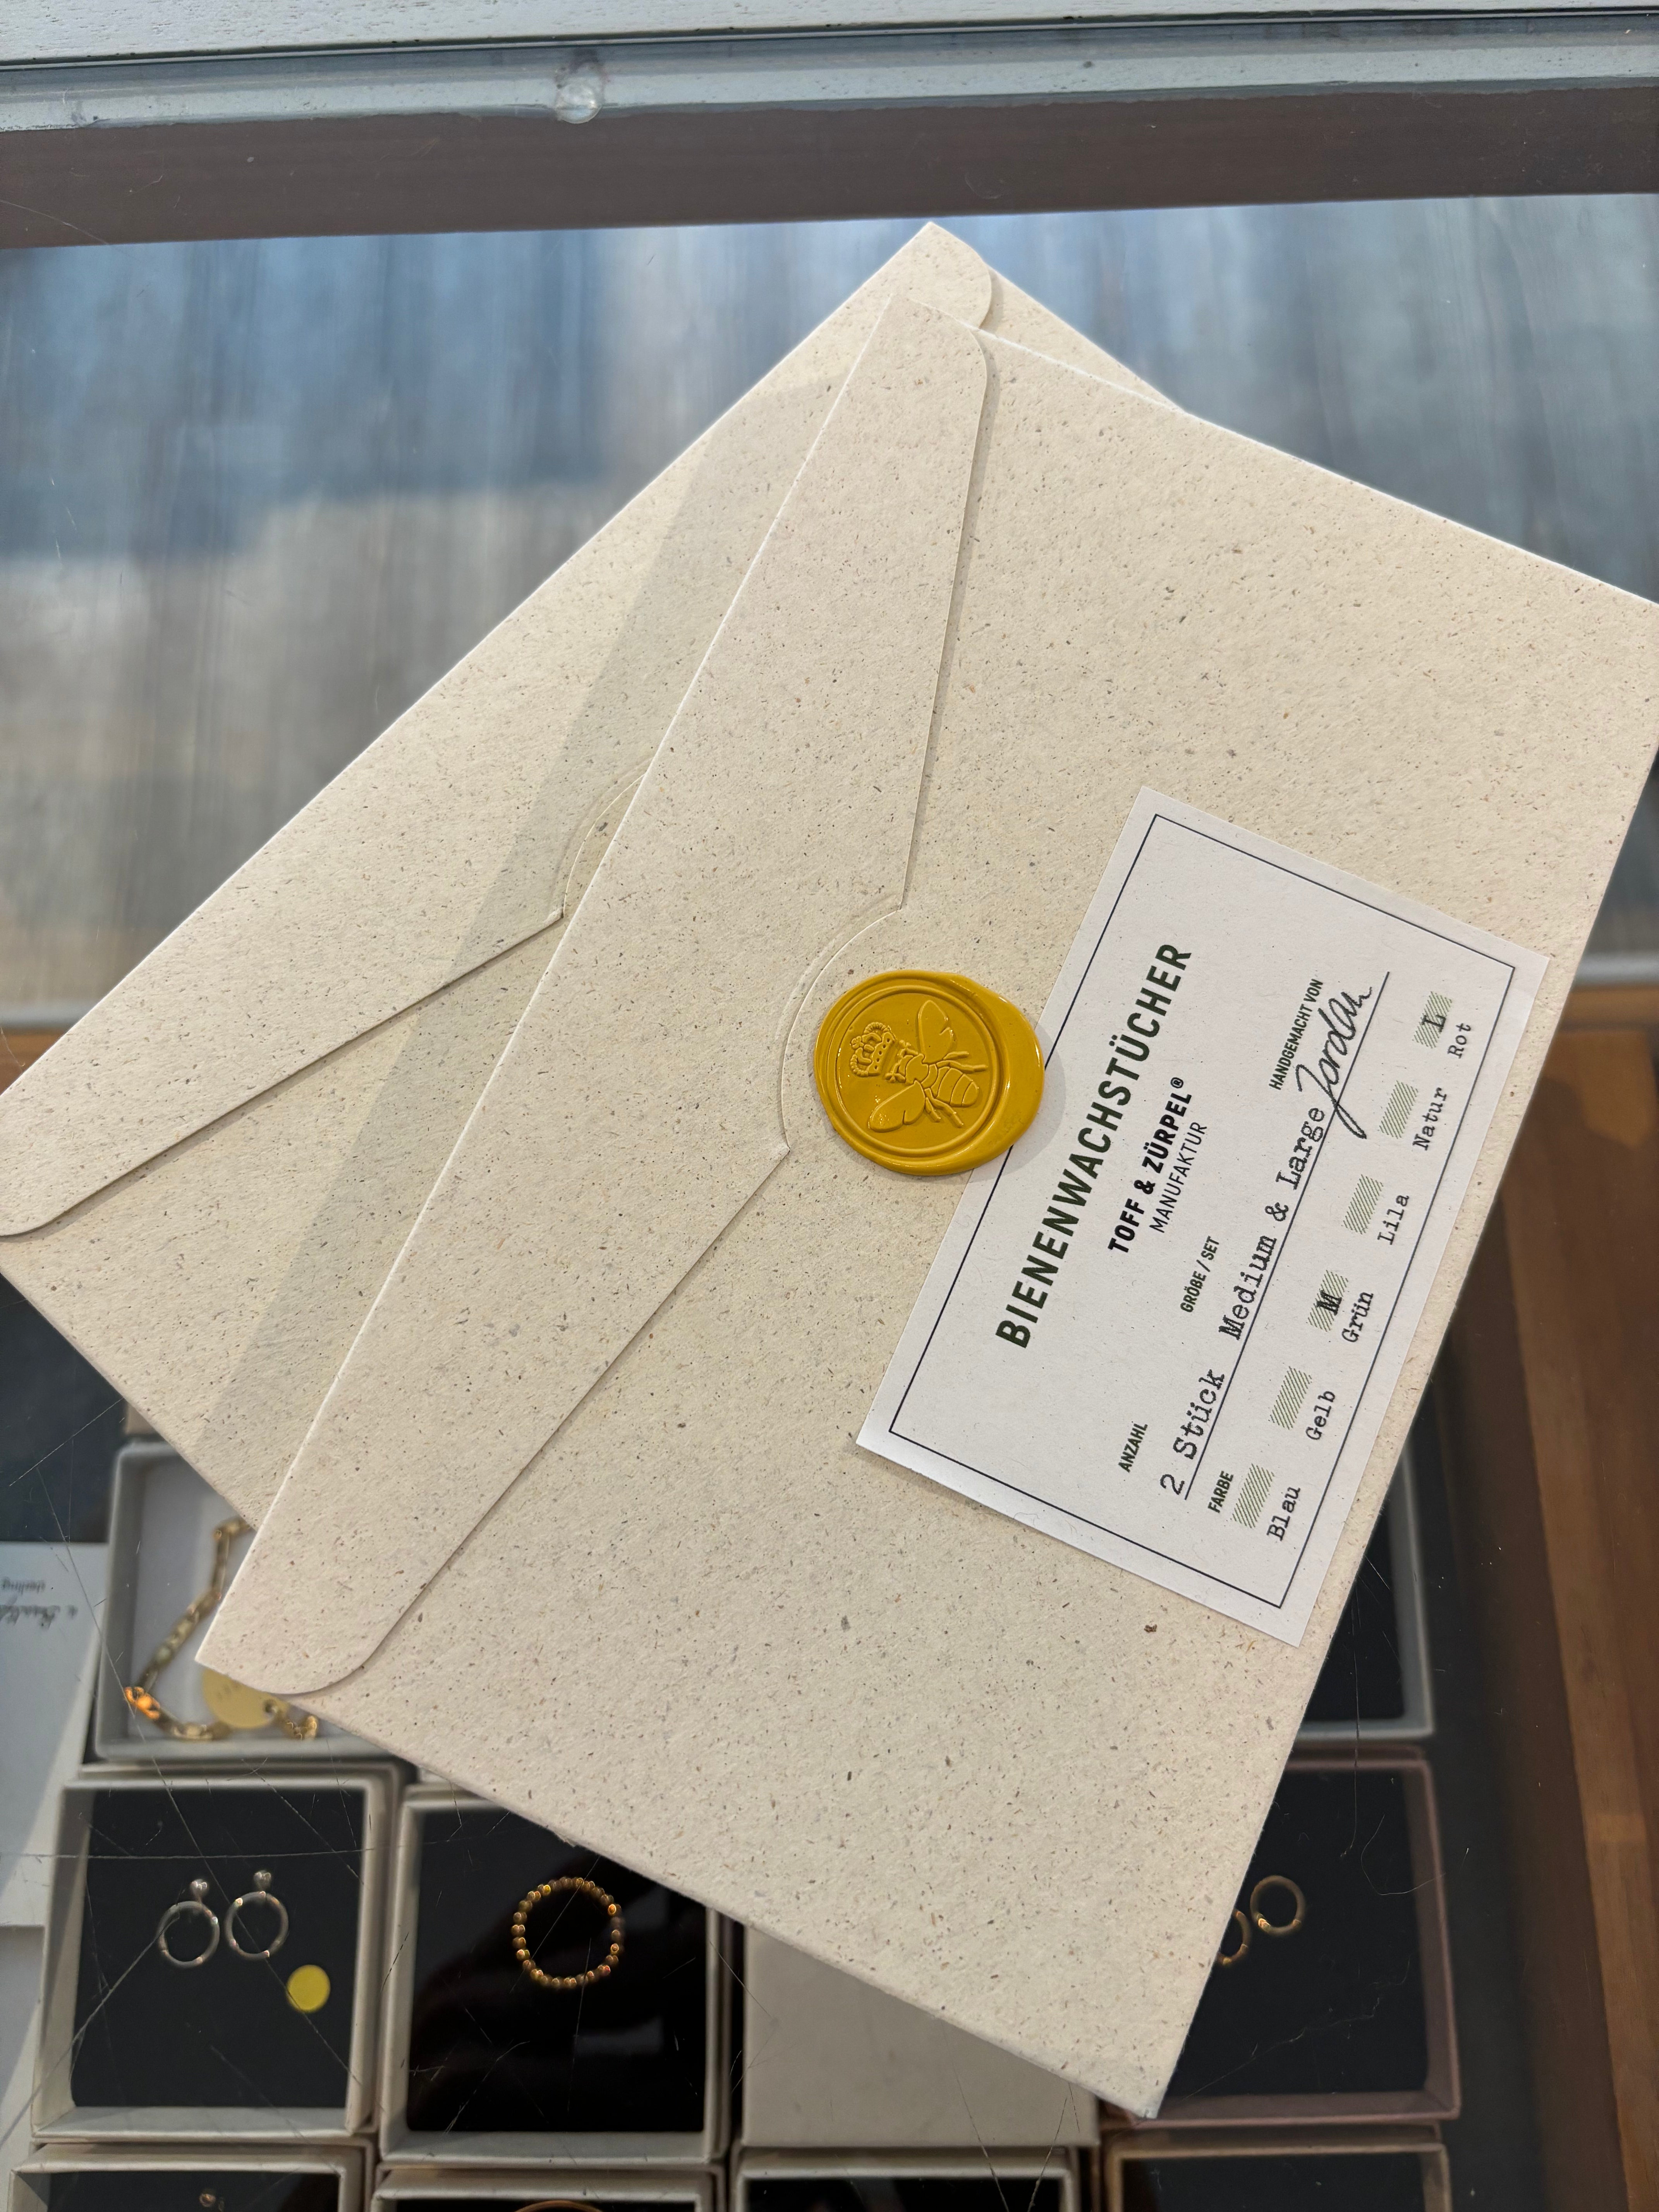 BIENENWACHSTÜCHER
TOFF & ZÜRPEL®
MANUFAKTUR
ANZAHL GRÖßE / SET HANDGEMACHT VON
2 Stück Medium & Large Jordan
FARBE
M L
Blau Gelb Grün Lila Natur Rot